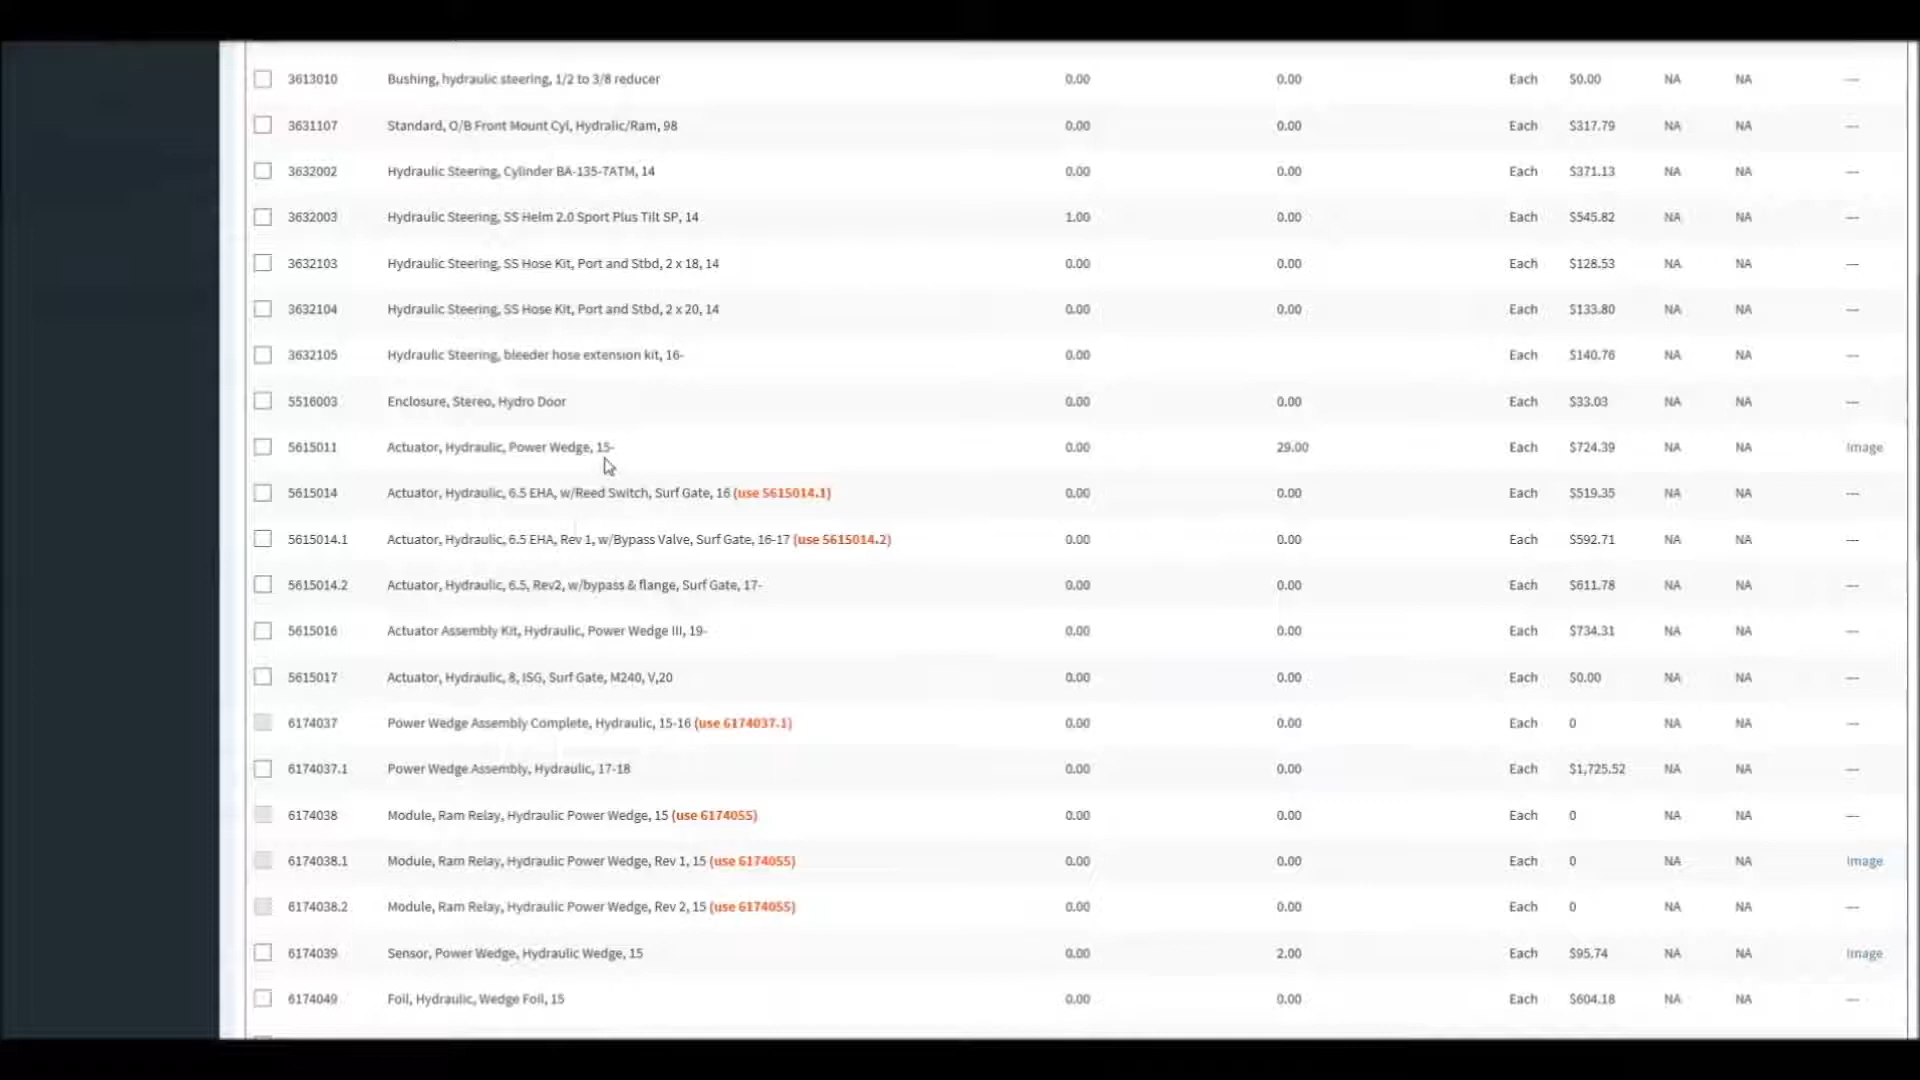 3613010 Bushing, hydraulic steering, 1/2 to 3/8 reducer 0.00 0.00 Each $0.00 NA NA ---
3631107 Standard, O/B Front Mount Cyl, Hydralic/Ram, 98 0.00 0.00 Each $317.79 NA NA ---
3632002 Hydraulic Steering, Cylinder BA-135-7ATM, 14 0.00 0.00 Each $371.13 NA NA ---
3632003 Hydraulic Steering, SS Helm 2.0 Sport Plus Tilt SP, 14 1.00 0.00 Each $545.82 NA NA ---
3632103 Hydraulic Steering, SS Hose Kit, Port and Stbd, 2 x 18, 14 0.00 0.00 Each $128.53 NA NA ---
3632104 Hydraulic Steering, SS Hose Kit, Port and Stbd, 2 x 20, 14 0.00 0.00 Each $133.80 NA NA ---
3632105 Hydraulic Steering, bleeder hose extension kit, 16- 0.00 Each $140.76 NA NA ---
5516003 Enclosure, Stereo, Hydro Door 0.00 0.00 Each $33.03 NA NA ---
5615011 Actuator, Hydraulic, Power Wedge, 15- 0.00 29.00 Each $724.39 NA NA Image
5615014 Actuator, Hydraulic, 6.5 EHA, w/Reed Switch, Surf Gate, 16 (use 5615014.1) 0.00 0.00 Each $519.35 NA NA ---
5615014.1 Actuator, Hydraulic, 6.5 EHA, Rev 1, w/Bypass Valve, Surf Gate, 16-17 (use 5615014.2) 0.00 0.00 Each $592.71 NA NA ---
5615014.2 Actuator, Hydraulic, 6.5, Rev2, w/bypass & flange, Surf Gate, 17- 0.00 0.00 Each $611.78 NA NA ---
5615016 Actuator Assembly Kit, Hydraulic, Power Wedge III, 19- 0.00 0.00 Each $734.31 NA NA ---
5615017 Actuator, Hydraulic, 8, ISG, Surf Gate, M240, V,20 0.00 0.00 Each $0.00 NA NA ---
6174037 Power Wedge Assembly Complete, Hydraulic, 15-16 (use 6174037.1) 0.00 0.00 Each 0 NA NA ---
6174037.1 Power Wedge Assembly, Hydraulic, 17-18 0.00 0.00 Each $1,725.52 NA NA ---
6174038 Module, Ram Relay, Hydraulic Power Wedge, 15 (use 6174055) 0.00 0.00 Each 0 NA NA ---
6174038.1 Module, Ram Relay, Hydraulic Power Wedge, Rev 1, 15 (use 6174055) 0.00 0.00 Each 0 NA NA Image
6174038.2 Module, Ram Relay, Hydraulic Power Wedge, Rev 2, 15 (use 6174055) 0.00 0.00 Each 0 NA NA ---
6174039 Sensor, Power Wedge, Hydraulic Wedge, 15 0.00 2.00 Each $95.74 NA NA Image
6174049 Foil, Hydraulic, Wedge Foil, 15 0.00 0.00 Each $604.18 NA NA ---